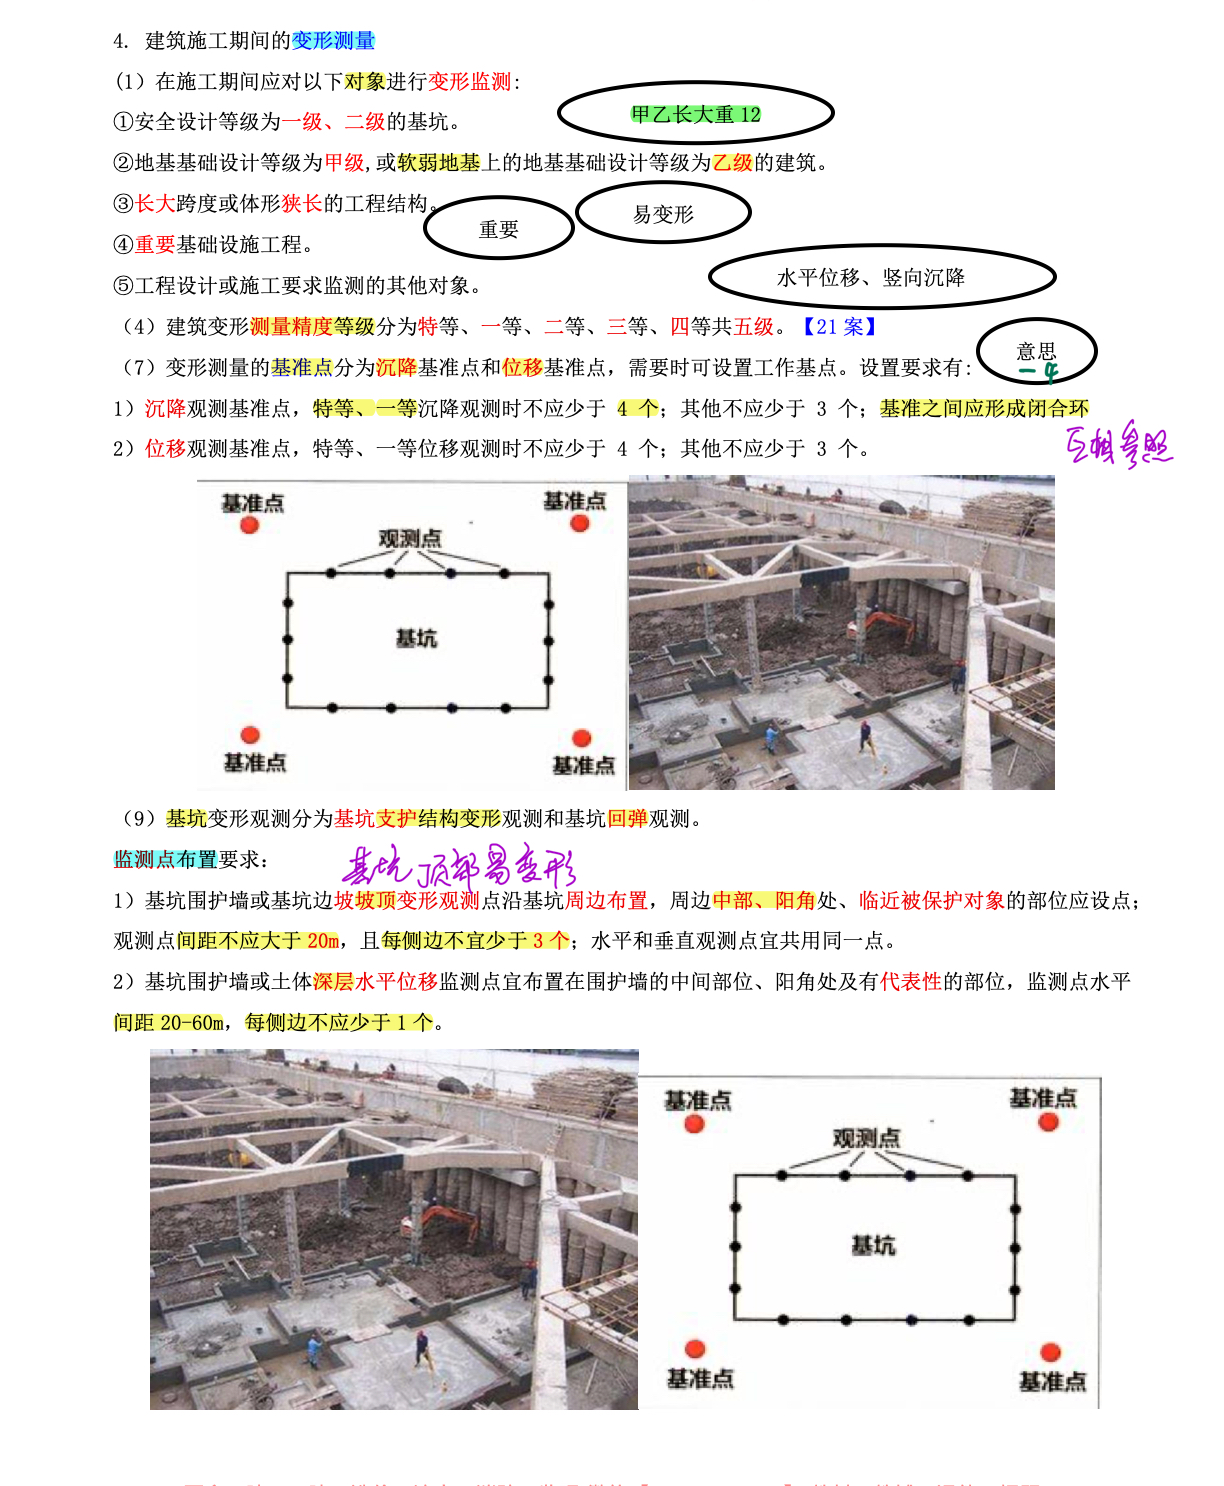 4. 建筑施工期间的变形测量
(1）在施工期间应对以下对象进行变形监测:
①安全设计等级为一级、二级的基坑。
甲乙长大重 12
②地基基础设计等级为甲级,或软弱地基上的地基基础设计等级为乙级的建筑。
③长大跨度或体形狭长的工程结构。
重要
易变形
④重要基础设施工程。
⑤工程设计或施工要求监测的其他对象。
水平位移、竖向沉降
（4）建筑变形测量精度等级分为特等、一等、二等、三等、四等共五级。【21 案】
（7）变形测量的基准点分为沉降基准点和位移基准点，需要时可设置工作基点。设置要求有:
意思
一年
1）沉降观测基准点，特等、一等沉降观测时不应少于 4 个；其他不应少于 3 个；基准之间应形成闭合环
2）位移观测基准点，特等、一等位移观测时不应少于 4 个；其他不应少于 3 个。
互相参照
基准点 基准点
观测点
基坑
基准点 基准点
（9）基坑变形观测分为基坑支护结构变形观测和基坑回弹观测。
监测点布置要求：
基坑顶部易变形
1）基坑围护墙或基坑边坡坡顶变形观测点沿基坑周边布置，周边中部、阳角处、临近被保护对象的部位应设点；
观测点间距不应大于 20m，且每侧边不宜少于 3 个；水平和垂直观测点宜共用同一点。
2）基坑围护墙或土体深层水平位移监测点宜布置在围护墙的中间部位、阳角处及有代表性的部位，监测点水平
间距 20-60m，每侧边不应少于 1 个。
基准点 基准点
观测点
基坑
基准点 基准点